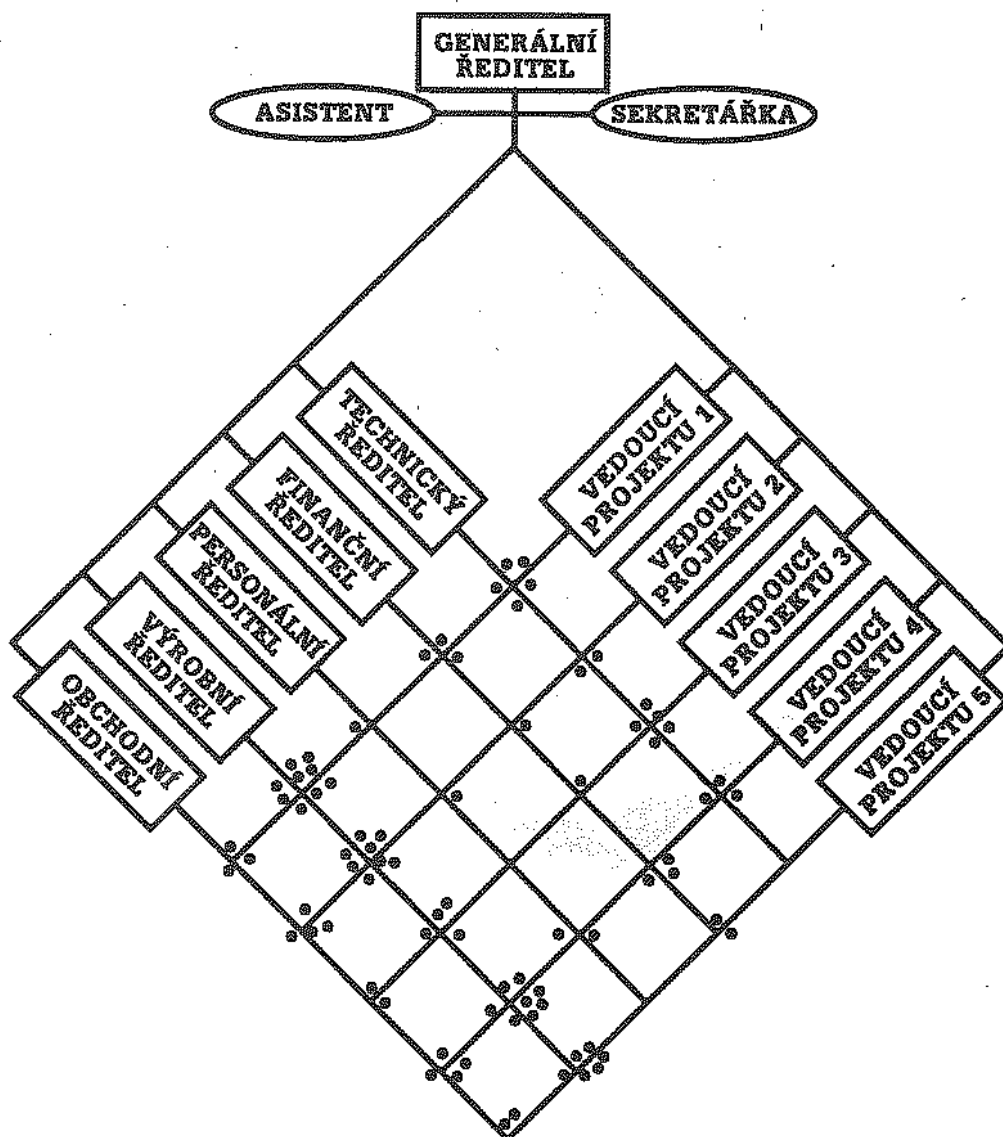 GENERÁLNÍ
ŘEDITEL
ASISTENT
SEKRETÁŘKA
TECHNICKÝ
ŘEDITEL
FINANČNÍ
ŘEDITEL
PERSONÁLNÍ
ŘEDITEL
VÝROBNÍ
ŘEDITEL
OBCHODNÍ
ŘEDITEL
VEDOUCÍ
PROJEKTU 1
VEDOUCÍ
PROJEKTU 2
VEDOUCÍ
PROJEKTU 3
VEDOUCÍ
PROJEKTU 4
VEDOUCÍ
PROJEKTU 5